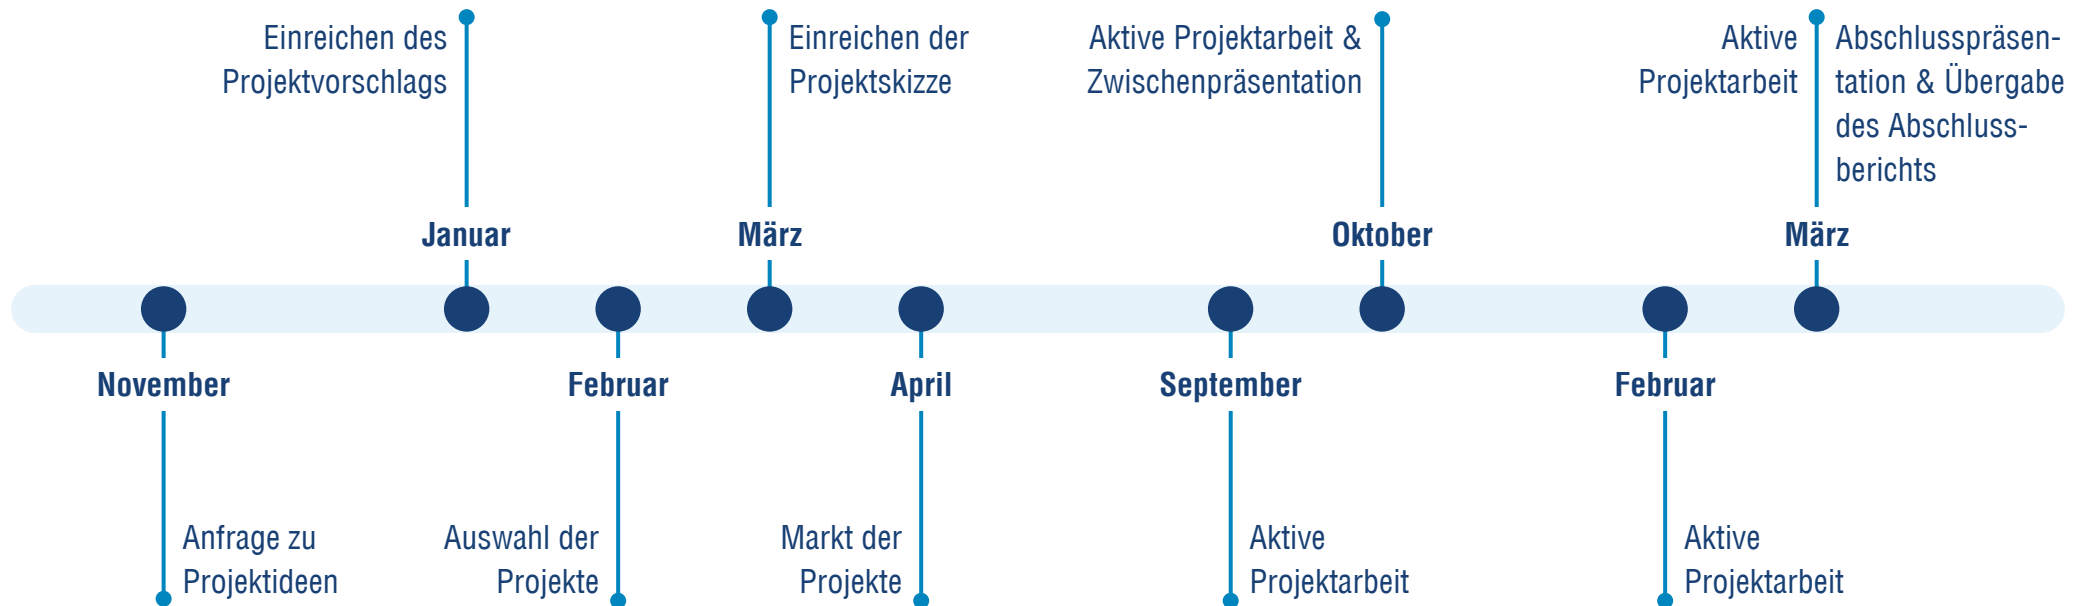 Einreichen des
Projektvorschlags
Januar
Einreichen der
Projektskizze
März
Aktive Projektarbeit &
Zwischenpräsentation
Oktober
Aktive
Projektarbeit
Abschlusspräsen-
tation & Übergabe
des Abschluss-
berichts
März
November
Anfrage zu
Projektideen
Februar
Auswahl der
Projekte
April
Markt der
Projekte
September
Aktive
Projektarbeit
Februar
Aktive
Projektarbeit